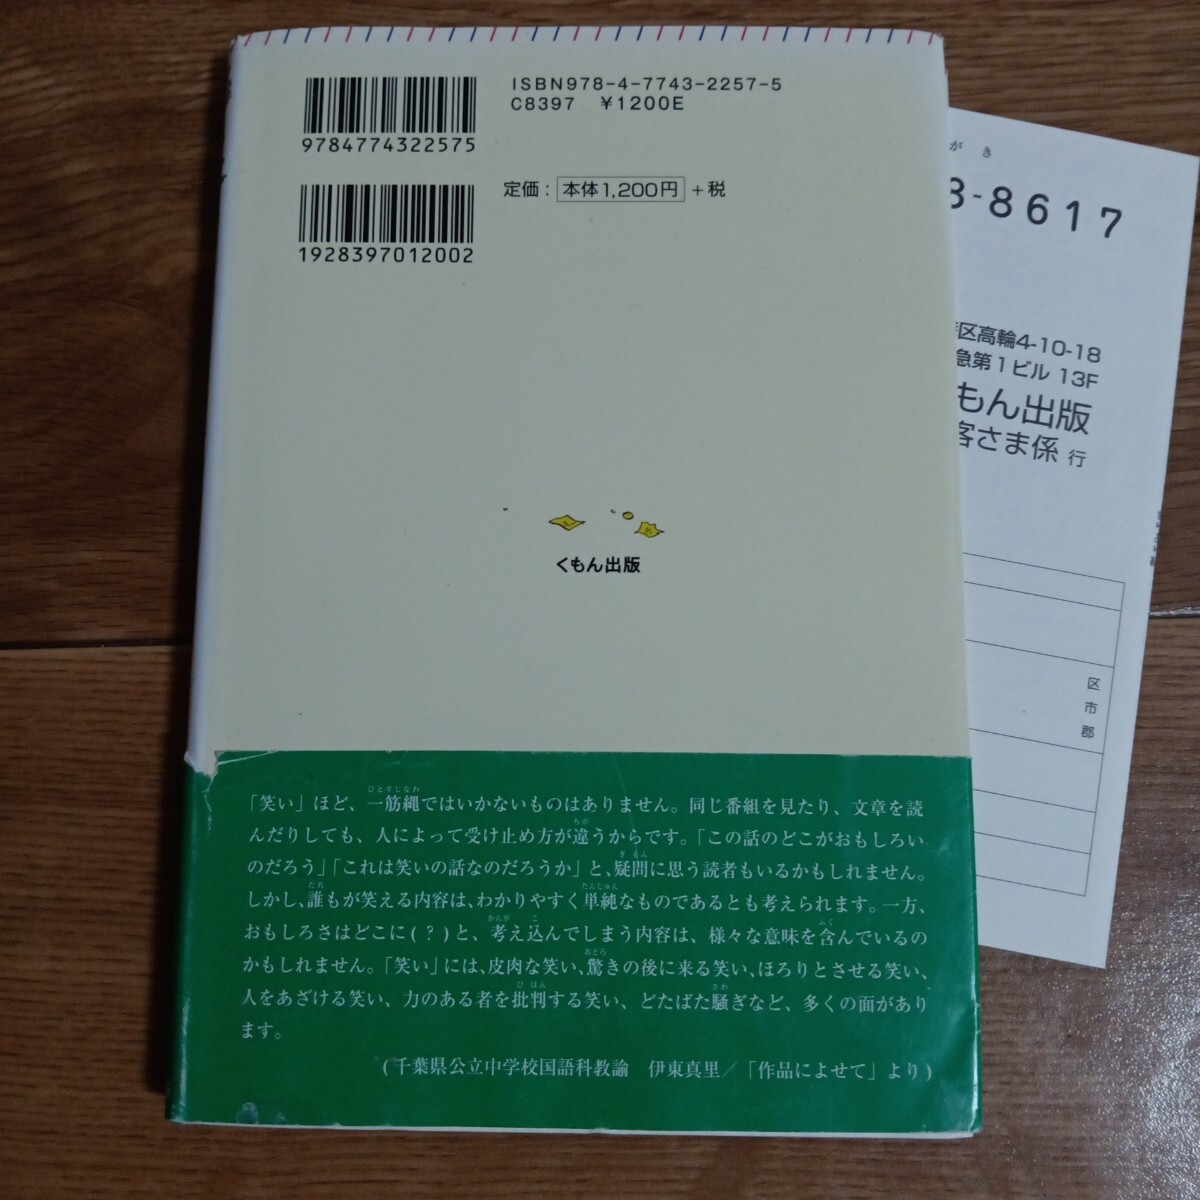 ISBN978-4-7743-2257-5
C8397 ￥1200E
9784774322575
定価： 本体1,200円 +税
1928397012002
くもん出版
「笑い」ほど、一筋縄ではいかないものはありません。同じ番組を見たり、文章を読
んだりしても、人によって受け止め方が違うからです。「この話のどこがおもしろい
のだろう」「これは笑いの話なのだろうか」と、疑問に思う読者もいるかもしれません。
しかし、誰もが笑える内容は、わかりやすく単純なものであるとも考えられます。一方、
おもしろさはどこに(？)と、考え込んでしまう内容は、様々な意味を含んでいるの
かもしれません。「笑い」には、皮肉な笑い、驚きの後に来る笑い、ほろりとさせる笑い、
人をあざける笑い、力のある者を批判する笑い、どたばた騒ぎなど、多くの面があり
ます。
(千葉県公立中学校国語科教諭 伊東真里／「作品によせて」より)
がき
8-8617
区高輪4-10-18
急第1ビル 13F
もん出版
客さま係 行
区
市
郡